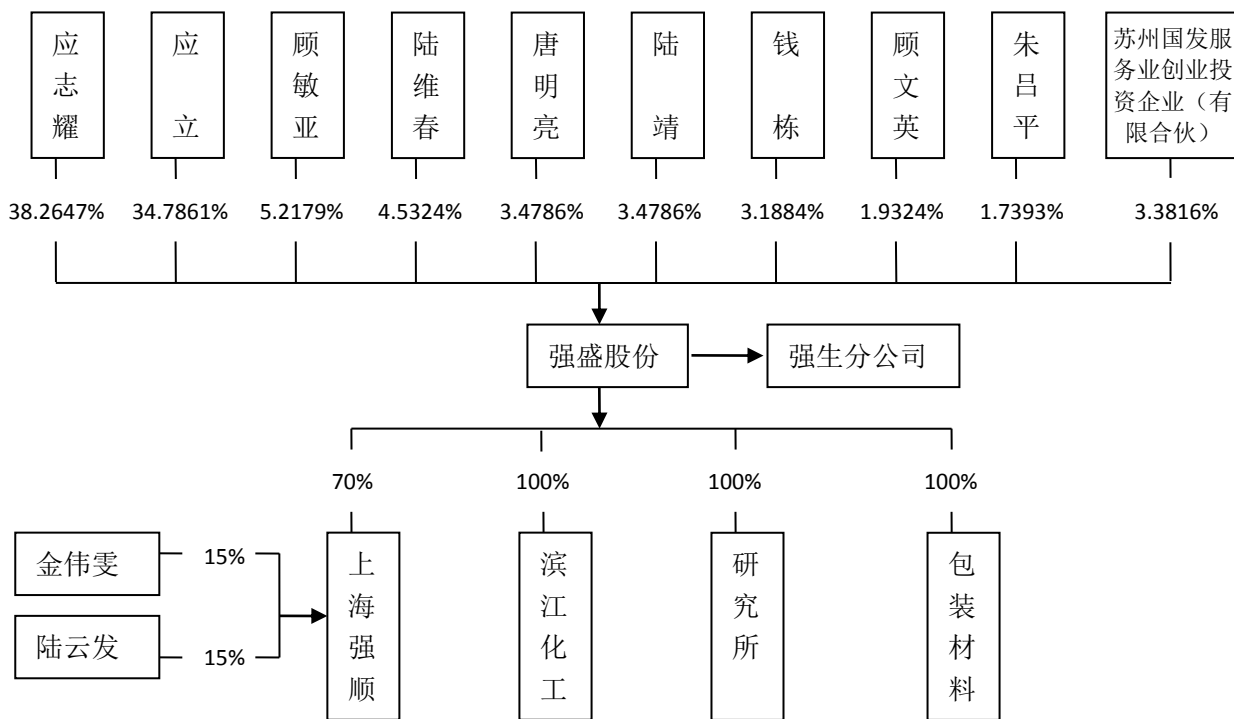 应志耀
应立
顾敏亚
陆维春
唐明亮
陆靖
钱栋
顾文英
朱吕平
苏州国发服
务业创业投
资企业（有
限合伙）
38.2647%
34.7861%
5.2179%
4.5324%
3.4786%
3.4786%
3.1884%
1.9324%
1.7393%
3.3816%
强盛股份
强生分公司
70%
100%
100%
100%
金伟雯
15%
陆云发
15%
上海强顺
滨江化工
研究所
包装材料